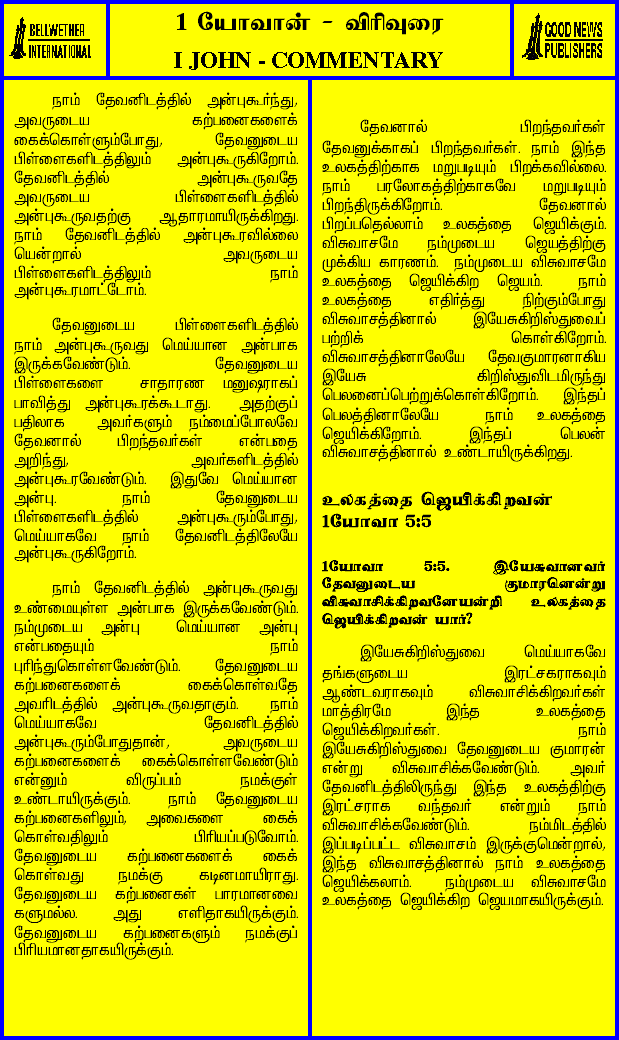 BELLWETHER
INTERNATIONAL
1 யோவான் - விரிவுரை
I JOHN - COMMENTARY
GOOD NEWS
PUBLISHERS
நாம் தேவனிடத்தில் அன்புகூர்ந்து,
அவருடைய கற்பனைகளைக்
கைக்கொள்ளும்போது, தேவனுடைய
பிள்ளைகளிடத்திலும் அன்புகூருகிறோம்.
தேவனிடத்தில் அன்புகூருவதே
அவருடைய பிள்ளைகளிடத்தில்
அன்புகூருவதற்கு ஆதாரமாயிருக்கிறது.
நாம் தேவனிடத்தில் அன்புகூரவில்லை
யென்றால் அவருடைய
பிள்ளைகளிடத்திலும் நாம்
அன்புகூரமாட்டோம்.
தேவனுடைய பிள்ளைகளிடத்தில்
நாம் அன்புகூருவது மெய்யான அன்பாக
இருக்கவேண்டும். தேவனுடைய
பிள்ளைகளை சாதாரண மனுஷராகப்
பாவித்து அன்புகூரக்கூடாது. அதற்குப்
பதிலாக அவர்களும் நம்மைப்போலவே
தேவனால் பிறந்தவர்கள் என்பதை
அறிந்து, அவர்களிடத்தில்
அன்புகூரவேண்டும். இதுவே மெய்யான
அன்பு. நாம் தேவனுடைய
பிள்ளைகளிடத்தில் அன்புகூரும்போது,
மெய்யாகவே நாம் தேவனிடத்திலேயே
அன்புகூருகிறோம்.
நாம் தேவனிடத்தில் அன்புகூருவது
உண்மையுள்ள அன்பாக இருக்கவேண்டும்.
நம்முடைய அன்பு மெய்யான அன்பு
என்பதையும் நாம்
புரிந்துகொள்ளவேண்டும். தேவனுடைய
கற்பனைகளைக் கைக்கொள்வதே
அவரிடத்தில் அன்புகூருவதாகும். நாம்
மெய்யாகவே தேவனிடத்தில்
அன்புகூரும்போதுதான், அவருடைய
கற்பனைகளைக் கைக்கொள்ளவேண்டும்
என்னும் விருப்பம் நமக்குள்
உண்டாயிருக்கும். நாம் தேவனுடைய
கற்பனைகளிலும், அவைகளை கைக்
கொள்வதிலும் பிரியப்படுவோம்.
தேவனுடைய கற்பனைகளைக் கைக்
கொள்வது நமக்கு கடினமாயிராது.
தேவனுடைய கற்பனைகள் பாரமானவை
களுமல்ல. அது எளிதாகயிருக்கும்.
தேவனுடைய கற்பனைகளும் நமக்குப்
பிரியமானதாகயிருக்கும்.
தேவனால் பிறந்தவர்கள்
தேவனுக்காகப் பிறந்தவர்கள். நாம் இந்த
உலகத்திற்காக மறுபடியும் பிறக்கவில்லை.
நாம் பரலோகத்திற்காகவே மறுபடியும்
பிறந்திருக்கிறோம். தேவனால்
பிறப்பதெல்லாம் உலகத்தை ஜெயிக்கும்.
விசுவாசமே நம்முடைய ஜெயத்திற்கு
முக்கிய காரணம். நம்முடைய விசுவாசமே
உலகத்தை ஜெயிக்கிற ஜெயம். நாம்
உலகத்தை எதிர்த்து நிற்கும்போது
விசுவாசத்தினால் இயேசுகிறிஸ்துவைப்
பற்றிக் கொள்கிறோம்.
விசுவாசத்தினாலேயே தேவகுமாரனாகிய
இயேசு கிறிஸ்துவிடமிருந்து
பெலனைப்பெற்றுக்கொள்கிறோம். இந்தப்
பெலத்தினாலேயே நாம் உலகத்தை
ஜெயிக்கிறோம். இந்தப் பெலன்
விசுவாசத்தினால் உண்டாயிருக்கிறது.
உலகத்தை ஜெயிக்கிறவன்
1யோவா 5:5
1யோவா 5:5. இயேசுவானவர்
தேவனுடைய குமாரனென்று
விசுவாசிக்கிறவனேயன்றி உலகத்தை
ஜெயிக்கிறவன் யார்?
இயேசுகிறிஸ்துவை மெய்யாகவே
தங்களுடைய இரட்சகராகவும்
ஆண்டவராகவும் விசுவாசிக்கிறவர்கள்
மாத்திரமே இந்த உலகத்தை
ஜெயிக்கிறவர்கள். நாம்
இயேசுகிறிஸ்துவை தேவனுடைய குமாரன்
என்று விசுவாசிக்கவேண்டும். அவர்
தேவனிடத்திலிருந்து இந்த உலகத்திற்கு
இரட்சராக வந்தவர் என்றும் நாம்
விசுவாசிக்கவேண்டும். நம்மிடத்தில்
இப்படிப்பட்ட விசுவாசம் இருக்குமென்றால்,
இந்த விசுவாசத்தினால் நாம் உலகத்தை
ஜெயிக்கலாம். நம்முடைய விசுவாசமே
உலகத்தை ஜெயிக்கிற ஜெயமாகயிருக்கும்.